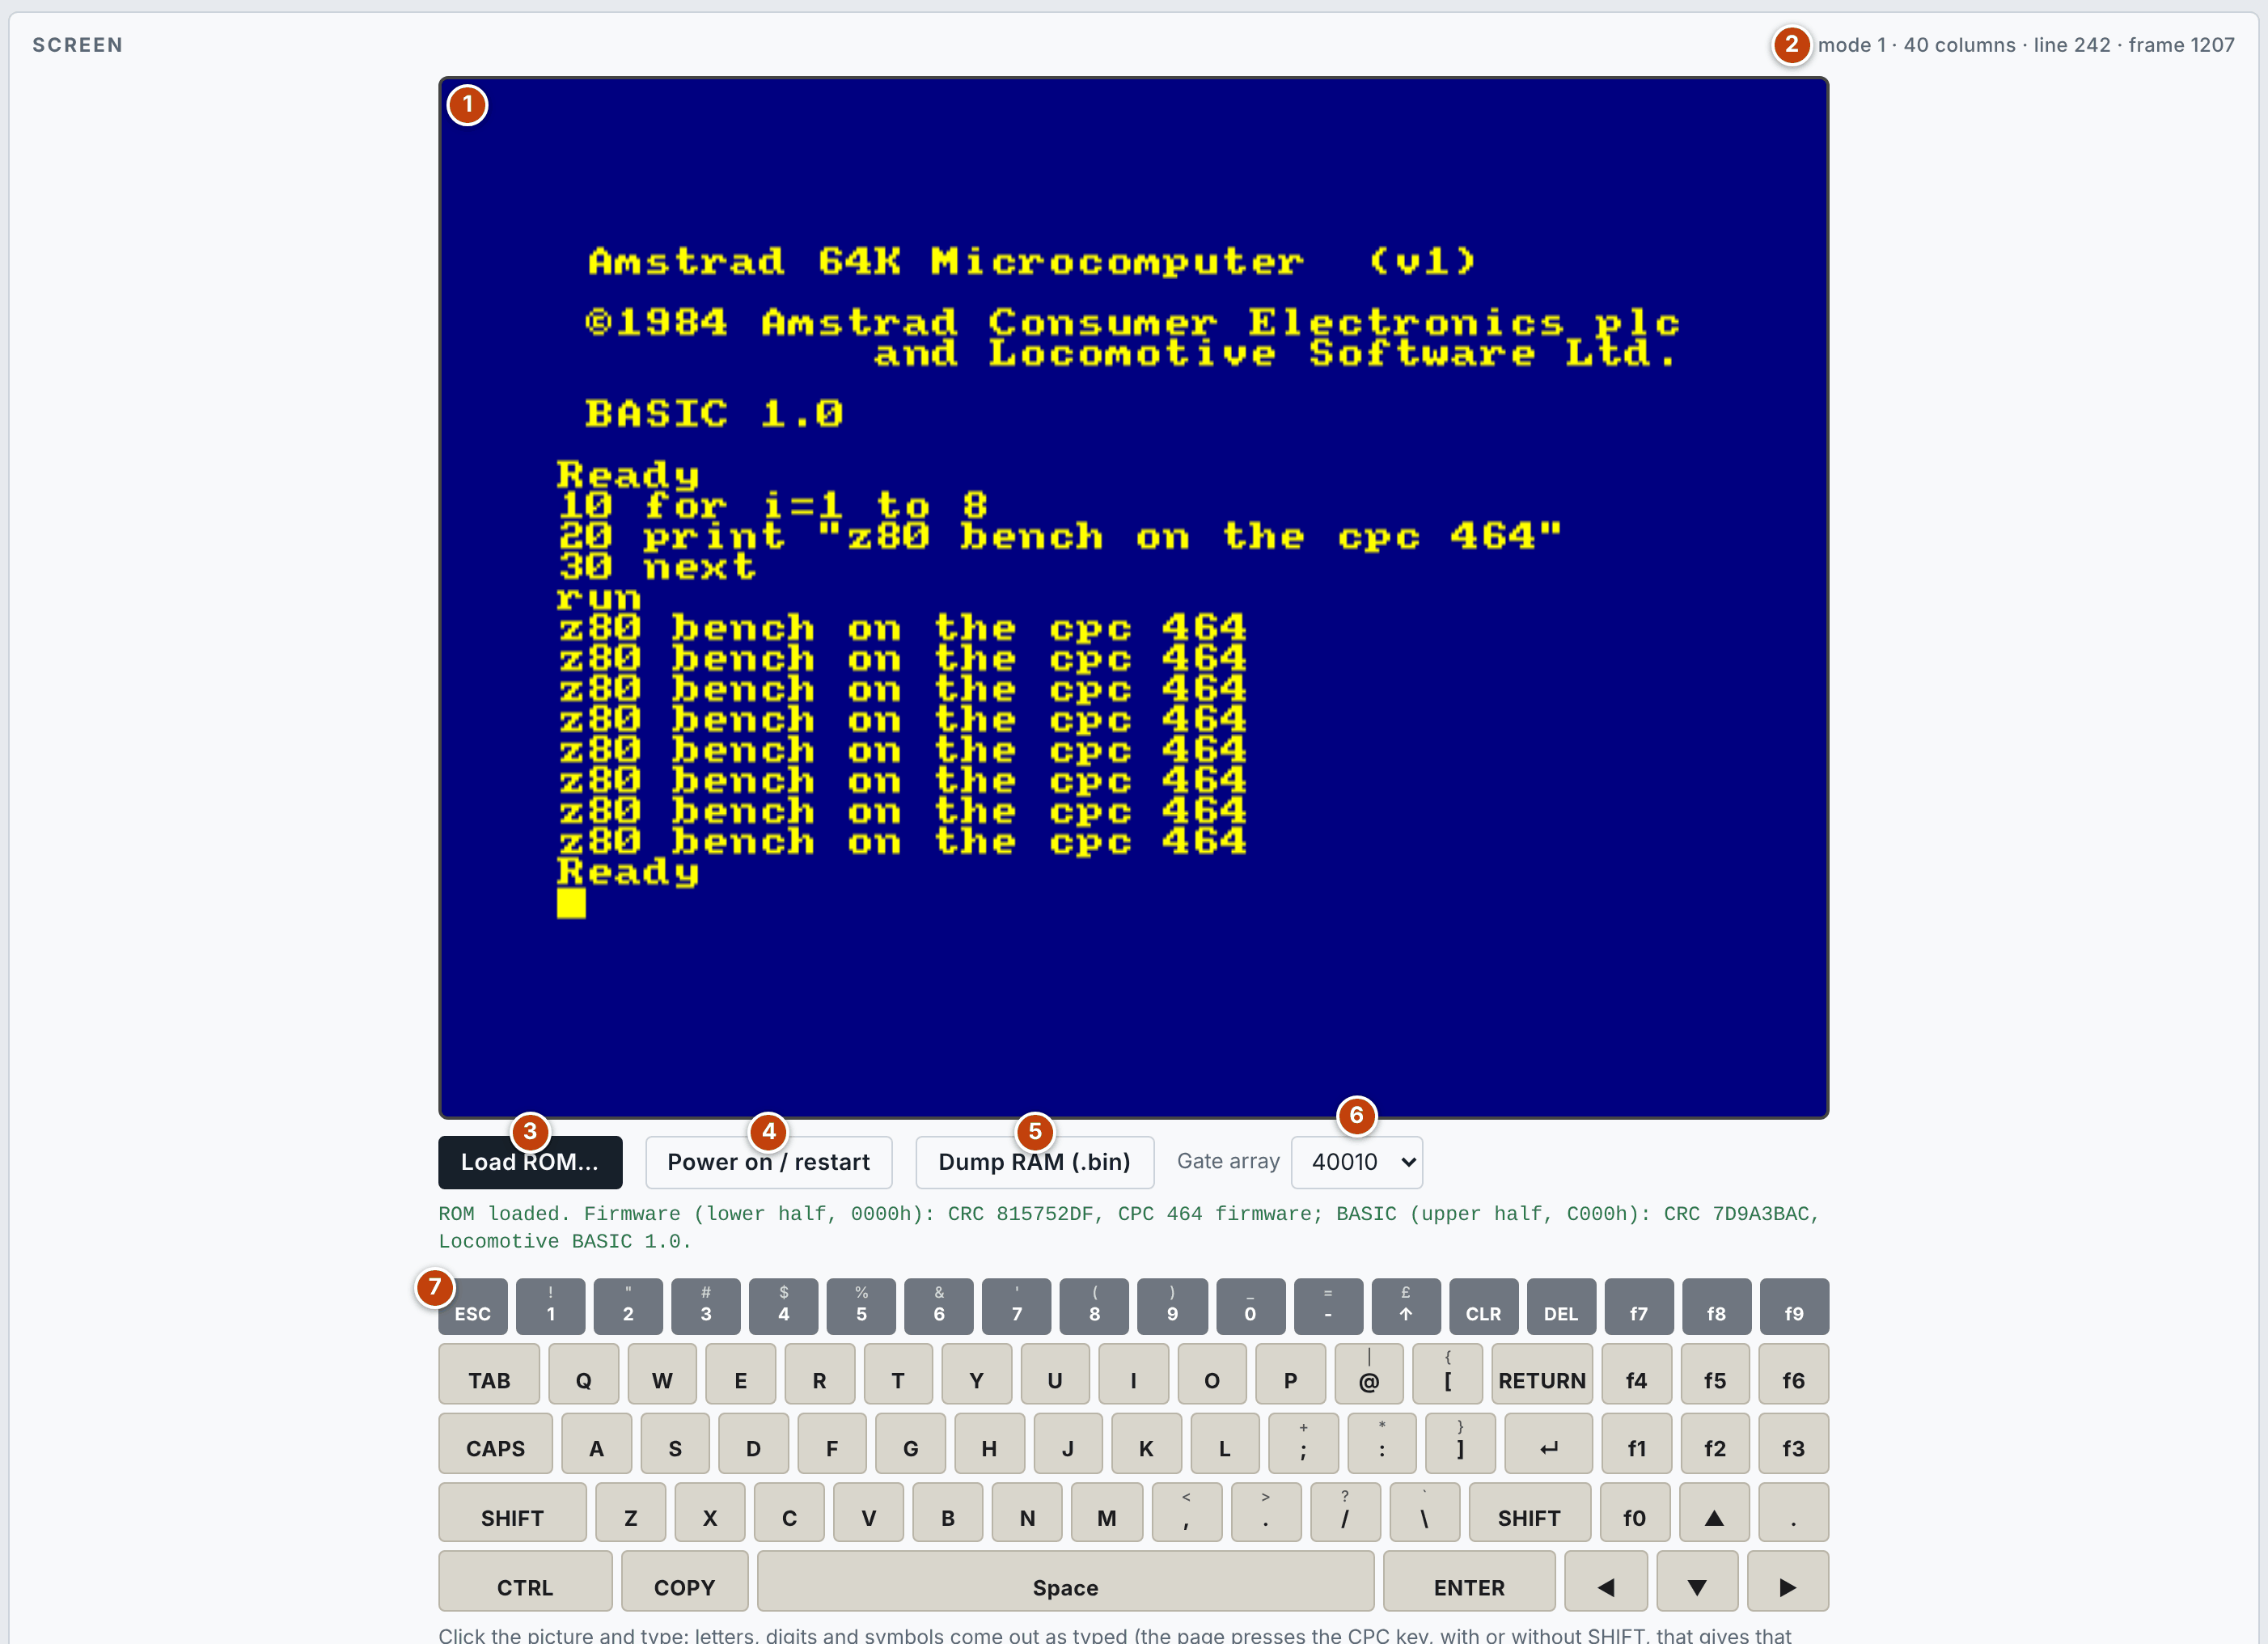 SCREEN
2 mode 1 · 40 columns · line 242 · frame 1207
1
Amstrad 64K Microcomputer (v1)
©1984 Amstrad Consumer Electronics plc
and Locomotive Software Ltd.
BASIC 1.0
Ready
10 for i=1 to 8
20 print "z80 bench on the cpc 464"
30 next
run
z80 bench on the cpc 464
z80 bench on the cpc 464
z80 bench on the cpc 464
z80 bench on the cpc 464
z80 bench on the cpc 464
z80 bench on the cpc 464
z80 bench on the cpc 464
z80 bench on the cpc 464
Ready
3 4 5 6
Load ROM... Power on / restart Dump RAM (.bin) Gate array 40010
ROM loaded. Firmware (lower half, 0000h): CRC 815752DF, CPC 464 firmware; BASIC (upper half, C000h): CRC 7D9A3BAC,
Locomotive BASIC 1.0.
7
! " # $ % & ' ( ) _ = £
ESC 1 2 3 4 5 6 7 8 9 0 - ↑ CLR DEL f7 f8 f9
| {
TAB Q W E R T Y U I O P @ [ RETURN f4 f5 f6
+ * }
CAPS A S D F G H J K L ; : ] ↵ f1 f2 f3
< > ? `
SHIFT Z X C V B N M , . / \ SHIFT f0 ▲ .
CTRL COPY Space ENTER ◀ ▼ ▶
Click the picture and type: letters, digits and symbols come out as typed (the page presses the CPC key, with or without SHIFT, that gives that